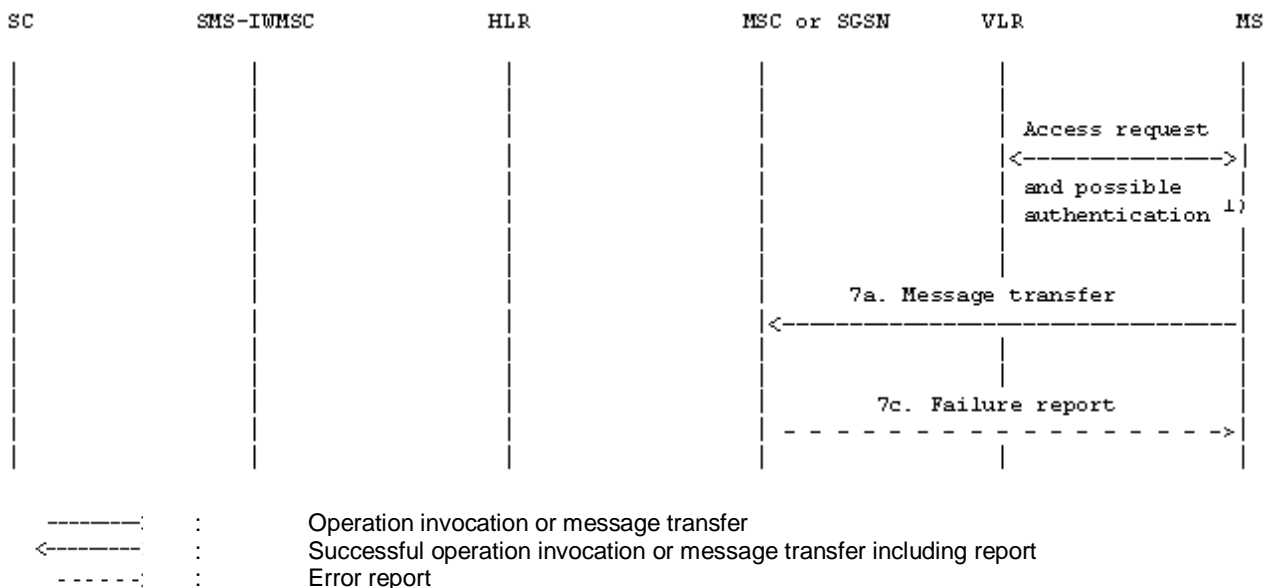 SC SMS-IWMSC HLR MSC or SGSN VLR MS
Access request
and possible
authentication 1)
7a. Message transfer
7c. Failure report
: Operation invocation or message transfer
: Successful operation invocation or message transfer including report
: Error report